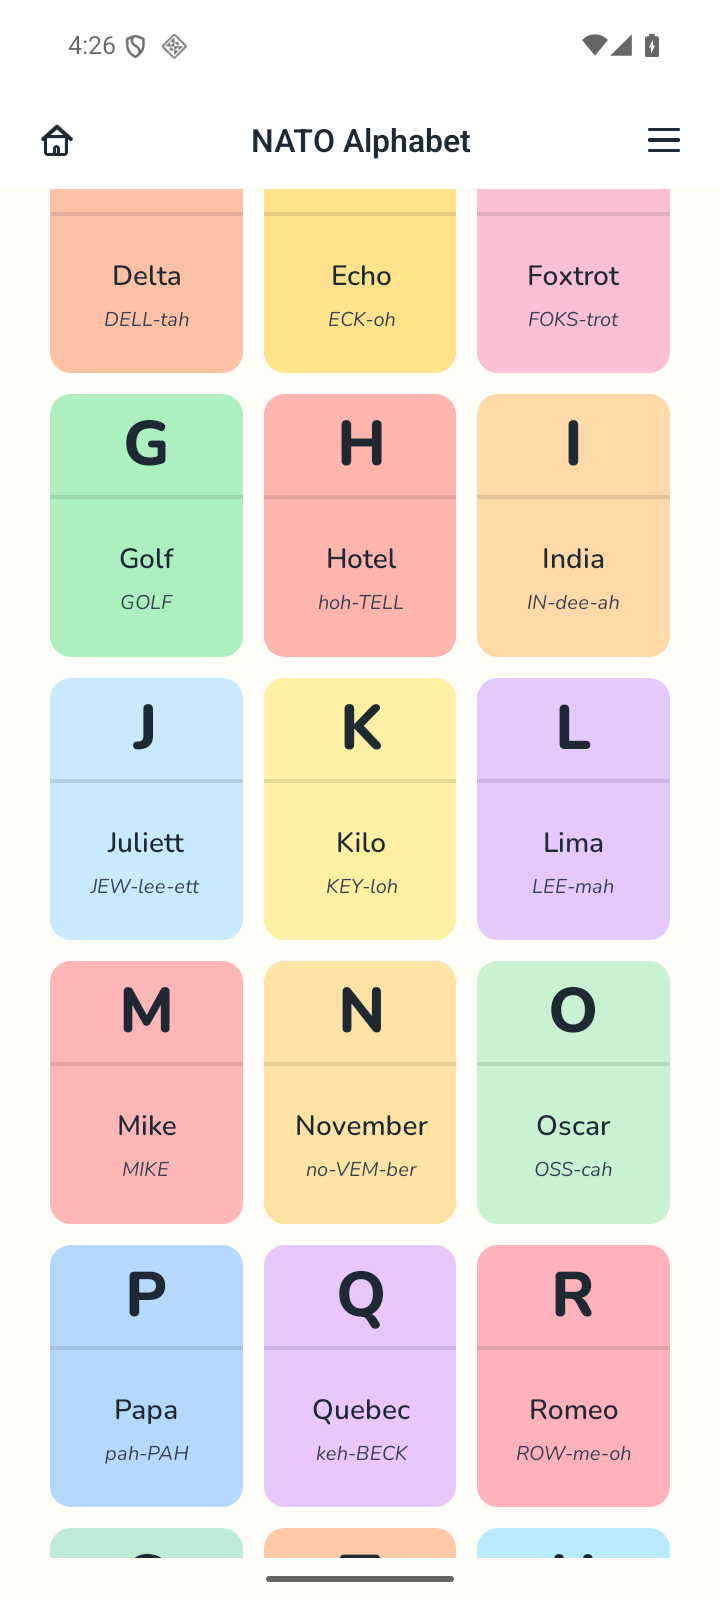 4:26
NATO Alphabet
Delta
DELL-tah
Echo
ECK-oh
Foxtrot
FOKS-trot
G
Golf
GOLF
H
Hotel
hoh-TELL
I
India
IN-dee-ah
J
Juliett
JEW-lee-ett
K
Kilo
KEY-loh
L
Lima
LEE-mah
M
Mike
MIKE
N
November
no-VEM-ber
O
Oscar
OSS-cah
P
Papa
pah-PAH
Q
Quebec
keh-BECK
R
Romeo
ROW-me-oh